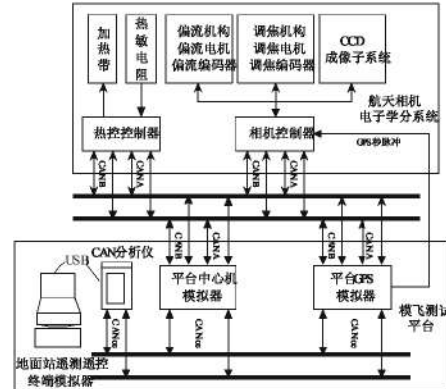 加热带
热敏电阻
偏流机构
偏流电机
偏流编码器
调焦机构
调焦电机
调焦编码器
CCD
成像子系统
航天相机
电子学分系统
热控控制器
相机控制器
GPS秒脉冲
CANB
CANA
CANB
CANA
CANB
CANA
CANB
CANA
USB
CAN分析仪
平台中心机
模拟器
平台GPS
模拟器
模飞测试
平台
CANcc
CANcc
CANcc
地面站遥测遥控
终端模拟器